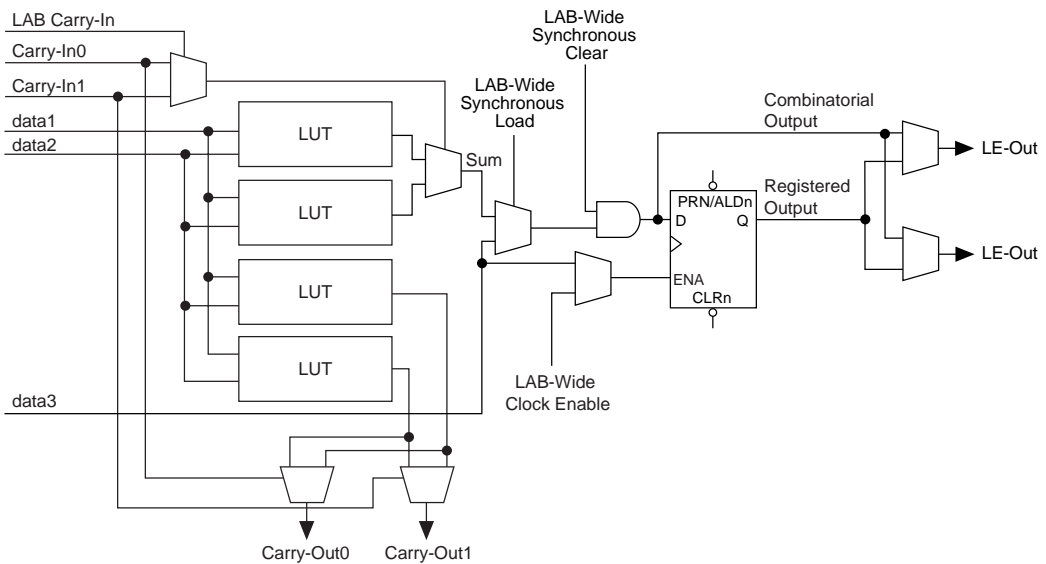 LAB Carry-In
Carry-In0
Carry-In1
data1
data2
data3
LUT
LUT
LUT
LUT
Sum
LAB-Wide
Synchronous
Load
LAB-Wide
Synchronous
Clear
LAB-Wide
Clock Enable
PRN/ALDn
D
Q
ENA
CLRn
Combinatorial
Output
Registered
Output
LE-Out
LE-Out
Carry-Out0
Carry-Out1